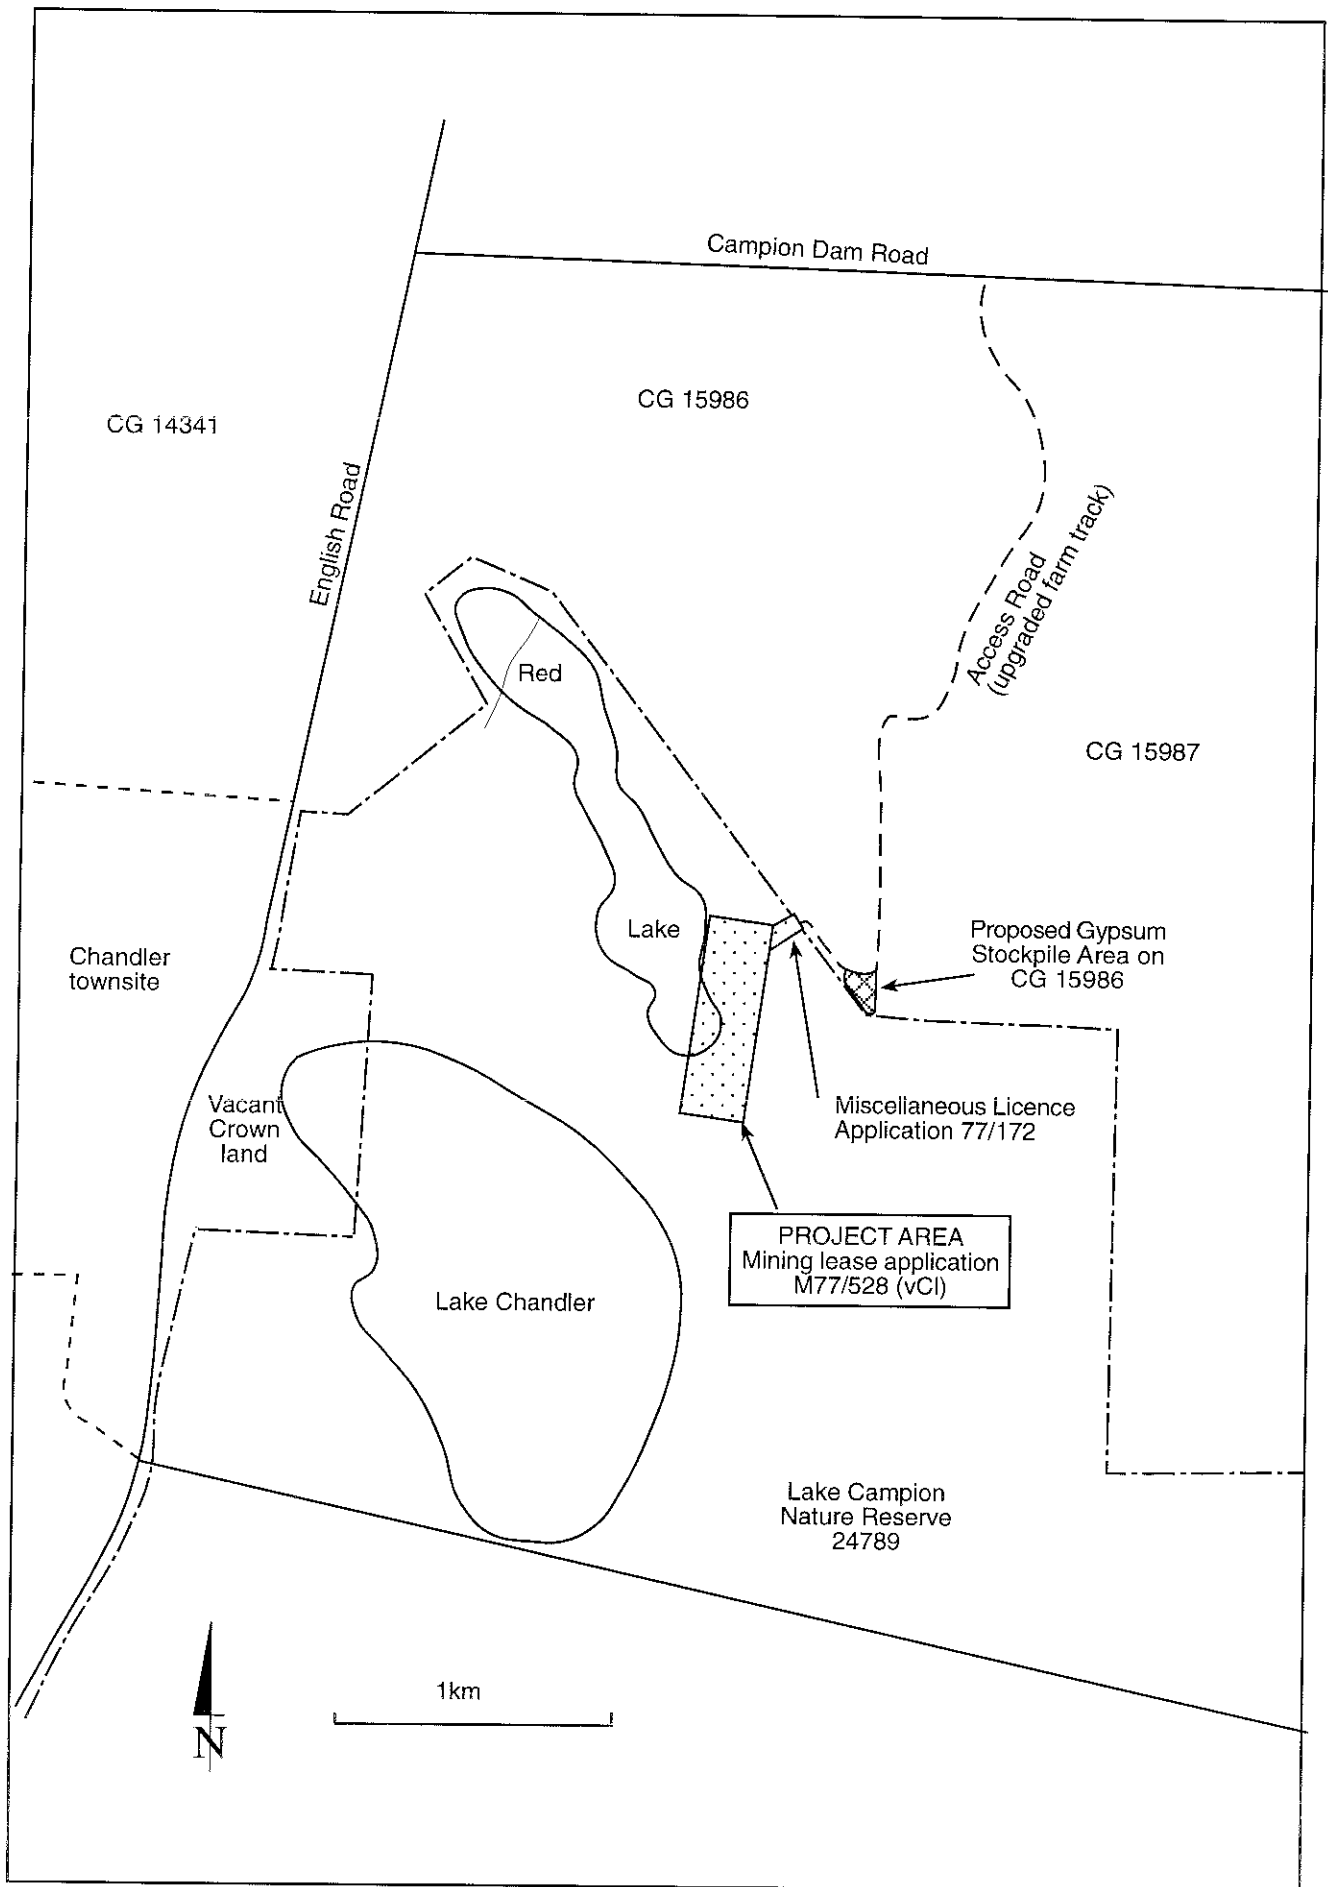 Campion Dam Road
CG 15986
CG 14341
English Road
Access Road
(upgraded farm track)
Red
CG 15987
Lake
Proposed Gypsum
Stockpile Area on
CG 15986
Chandler
townsite
Vacant
Crown
land
Miscellaneous Licence
Application 77/172
PROJECT AREA
Mining lease application
M77/528 (vCl)
Lake Chandler
Lake Campion
Nature Reserve
24789
1km
N